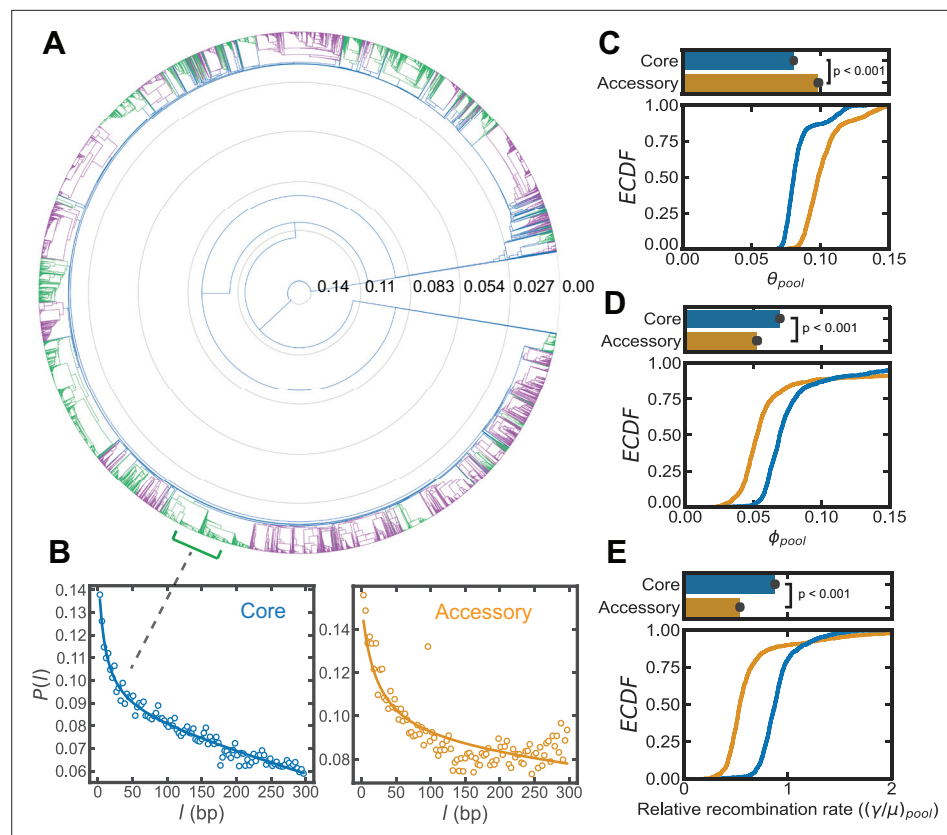 A
0.14 0.11 0.083 0.054 0.027 0.00
B
Core
P(l)
0.14
0.13
0.12
0.11
0.10
0.09
0.08
0.07
0.06
0 50 100 150 200 250 300
l (bp)
Accessory
0.14
0.12
0.10
0.08
0 50 100 150 200 250 300
l (bp)
C
Core
Accessory
p < 0.001
ECDF
1.00
0.75
0.50
0.25
0.00
0.00 0.05 0.10 0.15
θpool
D
Core
Accessory
p < 0.001
ECDF
1.00
0.75
0.50
0.25
0.00
0.00 0.05 0.10 0.15
ϕpool
E
Core
Accessory
p < 0.001
ECDF
1.00
0.75
0.50
0.25
0.00
0 1 2
Relative recombination rate ((γ/μ)pool)